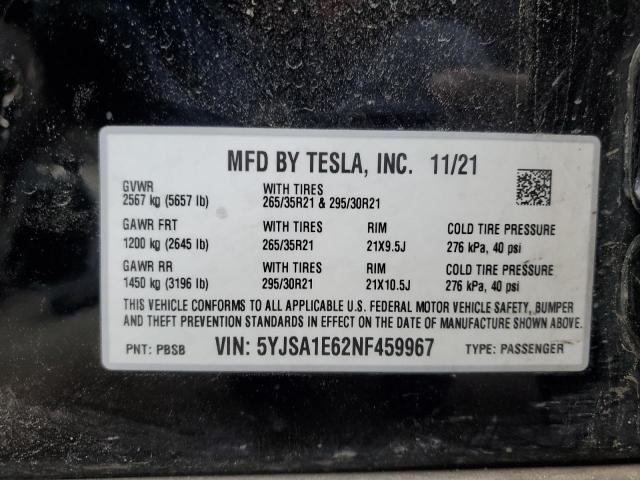 MFD BY TESLA, INC. 11/21
GVWR WITH TIRES
2567 kg (5657 lb) 265/35R21 & 295/30R21
GAWR FRT WITH TIRES RIM COLD TIRE PRESSURE
1200 kg (2645 lb) 265/35R21 21X9.5J 276 kPa, 40 psi
GAWR RR WITH TIRES RIM COLD TIRE PRESSURE
1450 kg (3196 lb) 295/30R21 21X10.5J 276 kPa, 40 psi
THIS VEHICLE CONFORMS TO ALL APPLICABLE U.S. FEDERAL MOTOR VEHICLE SAFETY, BUMPER
AND THEFT PREVENTION STANDARDS IN EFFECT ON THE DATE OF MANUFACTURE SHOWN ABOVE.
PNT: PBSB VIN: 5YJSA1E62NF459967 TYPE: PASSENGER